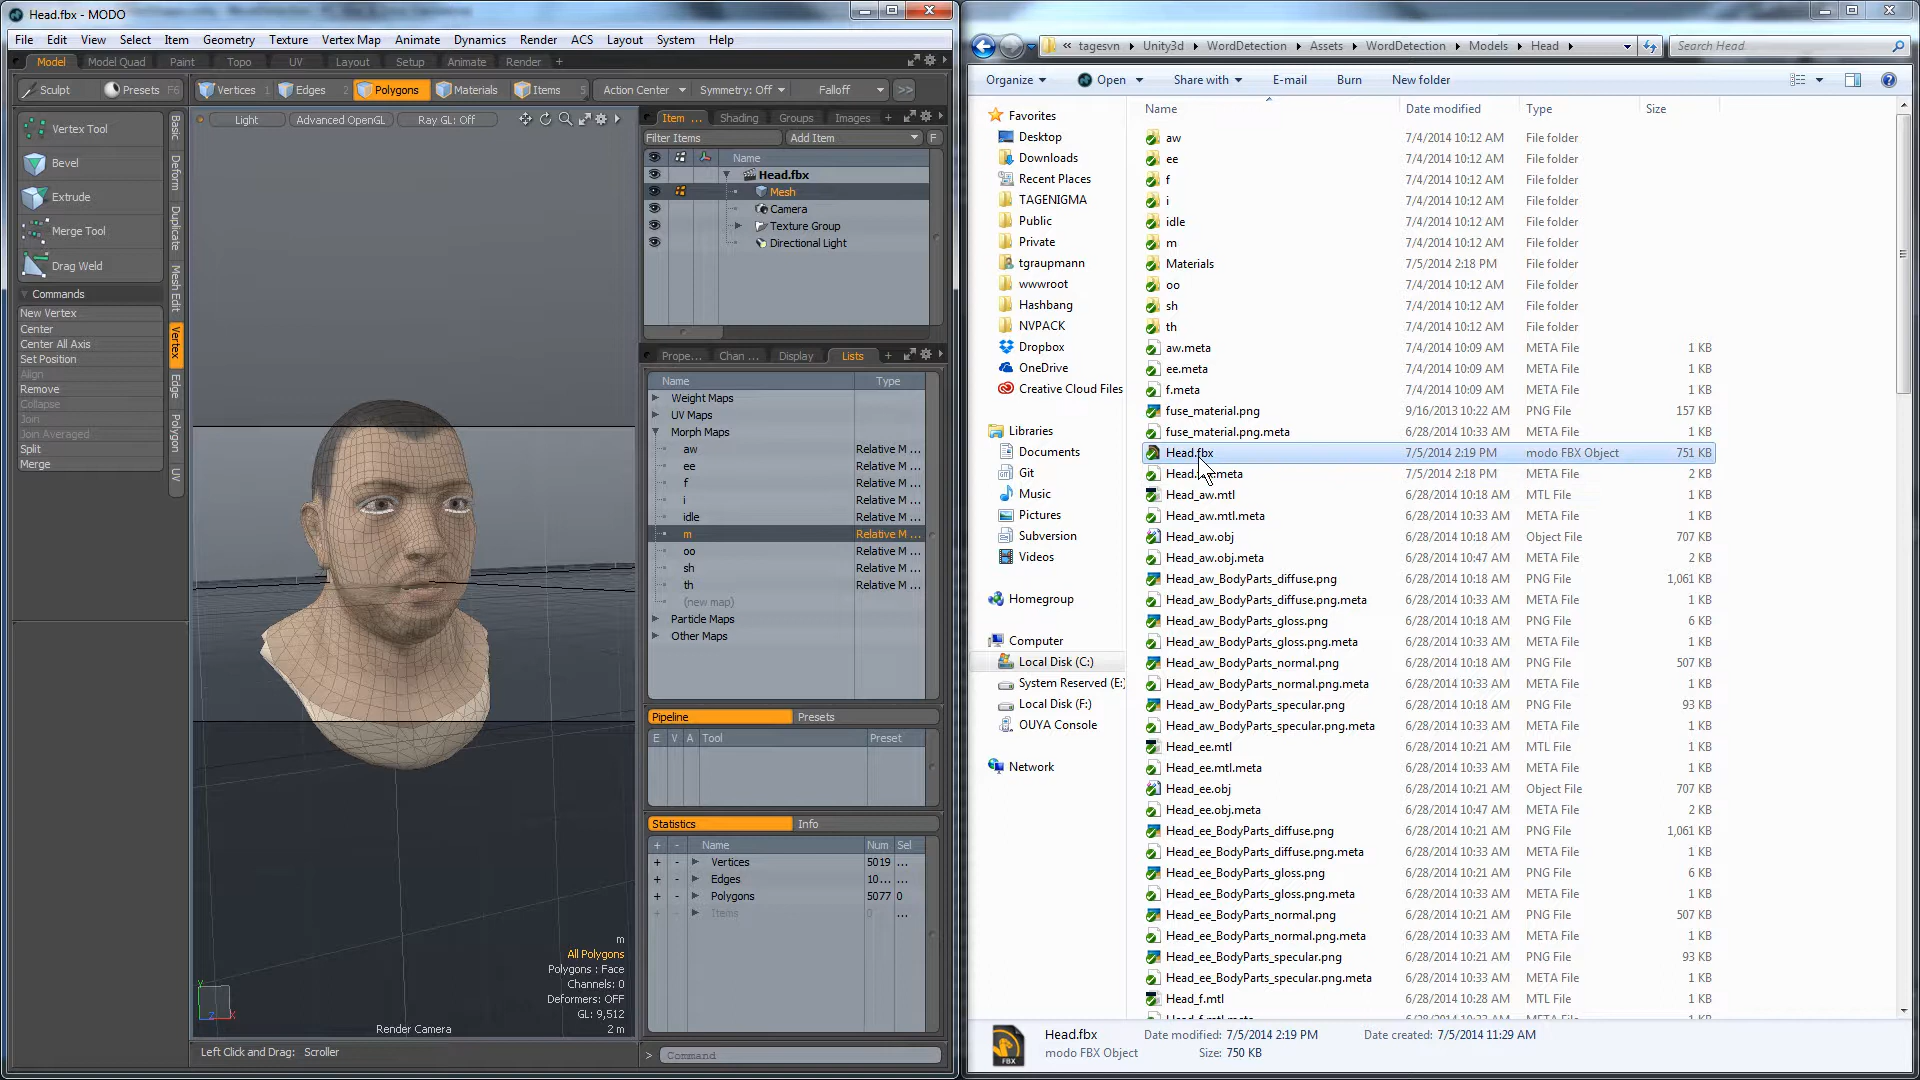 Head.fbx - MODO
File Edit View Select Item Geometry Texture Vertex Map Animate Dynamics Render ACS Layout System Help
Model Model Quad Paint Topo UV Layout Setup Animate Render +
Sculpt Presets F6 Vertices 1 Edges 2 Polygons Materials Items 5 Action Center Symmetry: Off Falloff >>
Vertex Tool
Bevel
Extrude
Merge Tool
Drag Weld
Commands
New Vertex
Center
Center All Axis
Set Position
Align
Remove
Collapse
Join
Join Averaged
Split
Merge
Basic
Deform
Duplicate
Mesh Edit
Vertex
Edge
Polygon
UV
Light Advanced OpenGL Ray GL: Off
m
All Polygons
Polygons : Face
Channels: 0
Deformers: OFF
GL: 9,512
2 m
Render Camera
Left Click and Drag: Scroller
Item ... Shading Groups Images +
Filter Items Add Item F
Name
Head.fbx
Mesh
Camera
Texture Group
Directional Light
Prope... Chan ... Display Lists +
Name Type
Weight Maps
UV Maps
Morph Maps
aw Relative M ...
ee Relative M ...
f Relative M ...
i Relative M ...
idle Relative M ...
m Relative M ...
oo Relative M ...
sh Relative M ...
th Relative M ...
(new map)
Particle Maps
Other Maps
Pipeline Presets
E V A Tool Preset
Statistics Info
+ - Name Num Sel
+ - Vertices 5019 ...
+ - Edges 10... ...
+ - Polygons 5077 0
+ - Items 0 ...
> Command
« tagesvn Unity3d WordDetection Assets WordDetection Models Head
Search Head
Organize Open Share with E-mail Burn New folder
Favorites
Desktop
Downloads
Recent Places
TAGENIGMA
Public
Private
tgraupmann
wwwroot
Hashbang
NVPACK
Dropbox
OneDrive
Creative Cloud Files
Libraries
Documents
Git
Music
Pictures
Subversion
Videos
Homegroup
Computer
Local Disk (C:)
System Reserved (E:)
Local Disk (F:)
OUYA Console
Network
Name Date modified Type Size
aw 7/4/2014 10:12 AM File folder
ee 7/4/2014 10:12 AM File folder
f 7/4/2014 10:12 AM File folder
i 7/4/2014 10:12 AM File folder
idle 7/4/2014 10:12 AM File folder
m 7/4/2014 10:12 AM File folder
Materials 7/5/2014 2:18 PM File folder
oo 7/4/2014 10:12 AM File folder
sh 7/4/2014 10:12 AM File folder
th 7/4/2014 10:12 AM File folder
aw.meta 7/4/2014 10:09 AM META File 1 KB
ee.meta 7/4/2014 10:09 AM META File 1 KB
f.meta 7/4/2014 10:09 AM META File 1 KB
fuse_material.png 9/16/2013 10:22 AM PNG File 157 KB
fuse_material.png.meta 6/28/2014 10:33 AM META File 1 KB
Head.fbx 7/5/2014 2:19 PM modo FBX Object 751 KB
Head.fbx.meta 7/5/2014 2:18 PM META File 2 KB
Head_aw.mtl 6/28/2014 10:18 AM MTL File 1 KB
Head_aw.mtl.meta 6/28/2014 10:33 AM META File 1 KB
Head_aw.obj 6/28/2014 10:18 AM Object File 707 KB
Head_aw.obj.meta 6/28/2014 10:47 AM META File 2 KB
Head_aw_BodyParts_diffuse.png 6/28/2014 10:18 AM PNG File 1,061 KB
Head_aw_BodyParts_diffuse.png.meta 6/28/2014 10:33 AM META File 1 KB
Head_aw_BodyParts_gloss.png 6/28/2014 10:18 AM PNG File 6 KB
Head_aw_BodyParts_gloss.png.meta 6/28/2014 10:33 AM META File 1 KB
Head_aw_BodyParts_normal.png 6/28/2014 10:18 AM PNG File 507 KB
Head_aw_BodyParts_normal.png.meta 6/28/2014 10:33 AM META File 1 KB
Head_aw_BodyParts_specular.png 6/28/2014 10:18 AM PNG File 93 KB
Head_aw_BodyParts_specular.png.meta 6/28/2014 10:33 AM META File 1 KB
Head_ee.mtl 6/28/2014 10:21 AM MTL File 1 KB
Head_ee.mtl.meta 6/28/2014 10:33 AM META File 1 KB
Head_ee.obj 6/28/2014 10:21 AM Object File 707 KB
Head_ee.obj.meta 6/28/2014 10:47 AM META File 2 KB
Head_ee_BodyParts_diffuse.png 6/28/2014 10:21 AM PNG File 1,061 KB
Head_ee_BodyParts_diffuse.png.meta 6/28/2014 10:33 AM META File 1 KB
Head_ee_BodyParts_gloss.png 6/28/2014 10:21 AM PNG File 6 KB
Head_ee_BodyParts_gloss.png.meta 6/28/2014 10:33 AM META File 1 KB
Head_ee_BodyParts_normal.png 6/28/2014 10:21 AM PNG File 507 KB
Head_ee_BodyParts_normal.png.meta 6/28/2014 10:33 AM META File 1 KB
Head_ee_BodyParts_specular.png 6/28/2014 10:21 AM PNG File 93 KB
Head_ee_BodyParts_specular.png.meta 6/28/2014 10:33 AM META File 1 KB
Head_f.mtl 6/28/2014 10:28 AM MTL File 1 KB
Head.fbx Date modified: 7/5/2014 2:19 PM Date created: 7/5/2014 11:29 AM
modo FBX Object Size: 750 KB
FBX